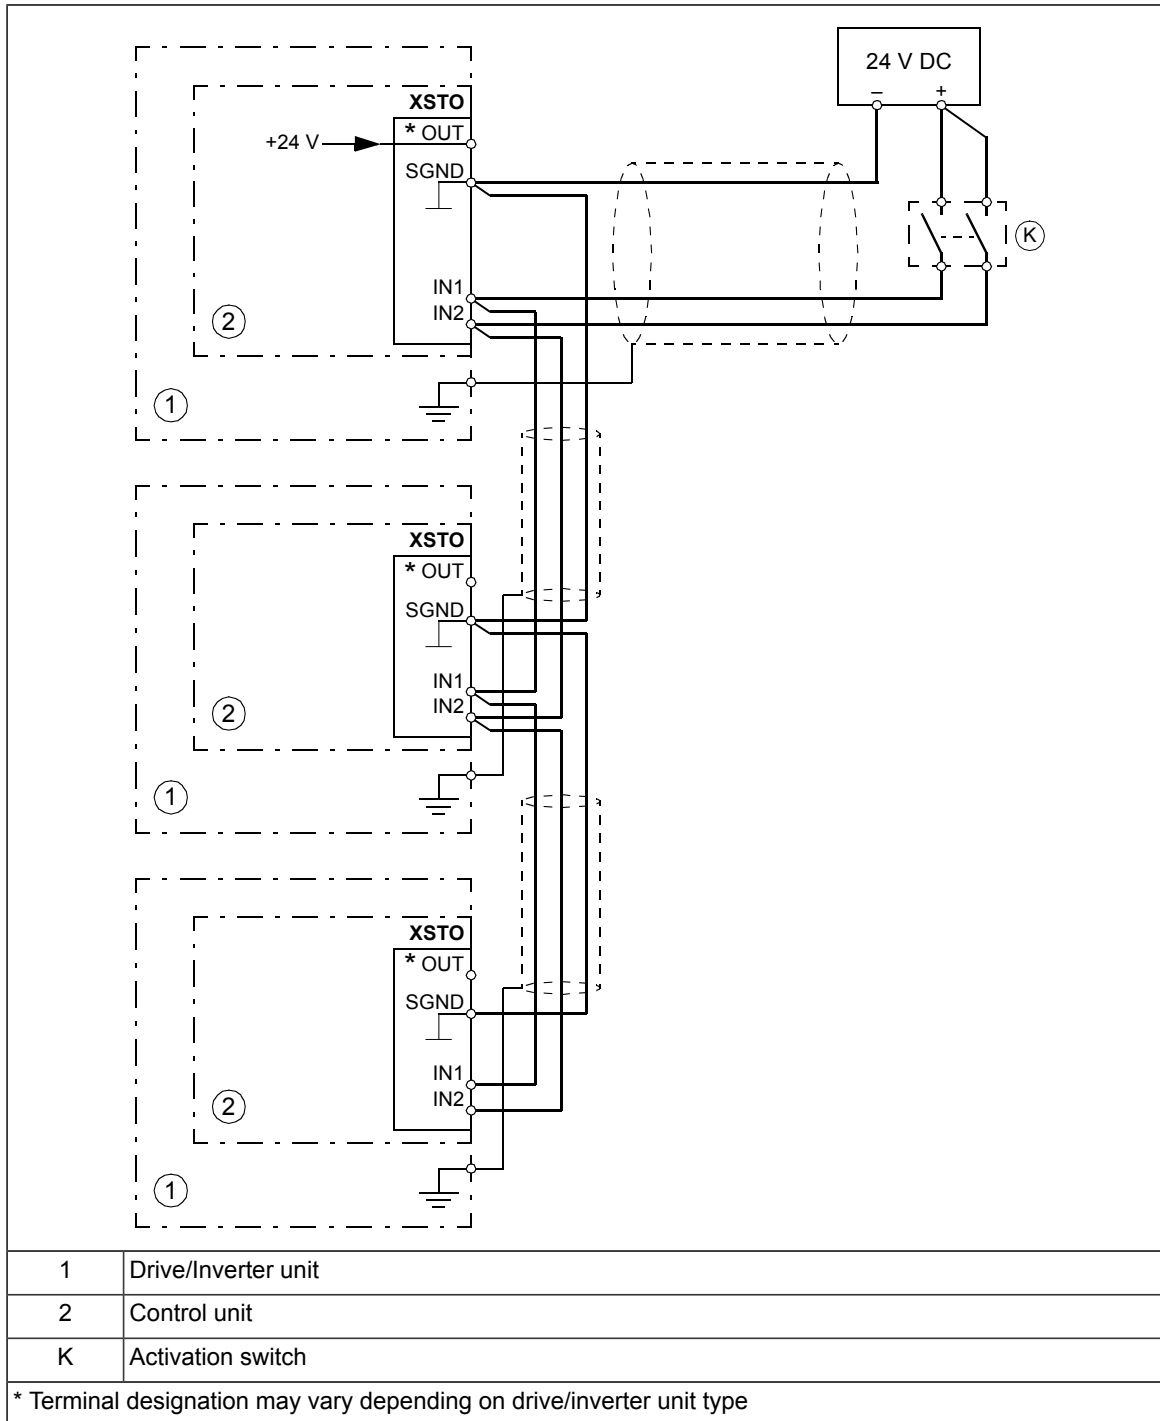 24 V DC
– +
XSTO
* OUT
+24 V
SGND
K
IN1
IN2
2
1
XSTO
* OUT
SGND
IN1
IN2
2
1
XSTO
* OUT
SGND
IN1
IN2
2
1
1 Drive/Inverter unit
2 Control unit
K Activation switch
* Terminal designation may vary depending on drive/inverter unit type